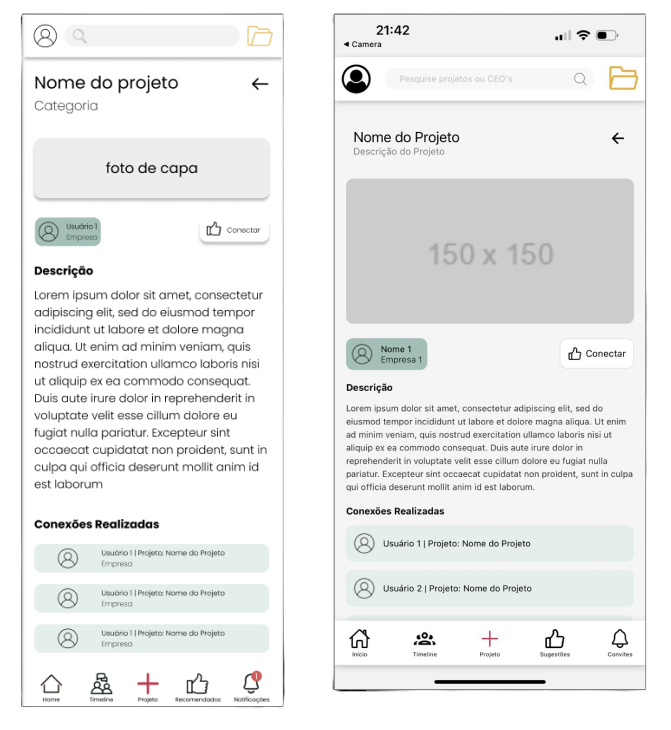 Nome do projeto
Categoria
foto de capa
Usuário 1
Empresa
Conectar
Descrição
Lorem ipsum dolor sit amet, consectetur
adipiscing elit, sed do eiusmod tempor
incididunt ut labore et dolore magna
aliqua. Ut enim ad minim veniam, quis
nostrud exercitation ullamco laboris nisi
ut aliquip ex ea commodo consequat.
Duis aute irure dolor in reprehenderit in
voluptate velit esse cillum dolore eu
fugiat nulla pariatur. Excepteur sint
occaecat cupidatat non proident, sunt in
culpa qui officia deserunt mollit anim id
est laborum
Conexões Realizadas
Usuário 1 | Projeto: Nome do Projeto
Empresa
Usuário 1 | Projeto: Nome do Projeto
Empresa
Usuário 1 | Projeto: Nome do Projeto
Empresa
1
Home Timeline Projeto Recomendados Notificações
21:42
◄ Camera
Pesquise projetos ou CEO's
Nome do Projeto
Descrição do Projeto
150 x 150
Nome 1
Empresa 1
Conectar
Descrição
Lorem ipsum dolor sit amet, consectetur adipiscing elit, sed do
eiusmod tempor incididunt ut labore et dolore magna aliqua. Ut enim
ad minim veniam, quis nostrud exercitation ullamco laboris nisi ut
aliquip ex ea commodo consequat. Duis aute irure dolor in
reprehenderit in voluptate velit esse cillum dolore eu fugiat nulla
pariatur. Excepteur sint occaecat cupidatat non proident, sunt in culpa
qui officia deserunt mollit anim id est laborum.
Conexões Realizadas
Usuário 1 | Projeto: Nome do Projeto
Usuário 2 | Projeto: Nome do Projeto
Início Timeline Projeto Sugestões Convites